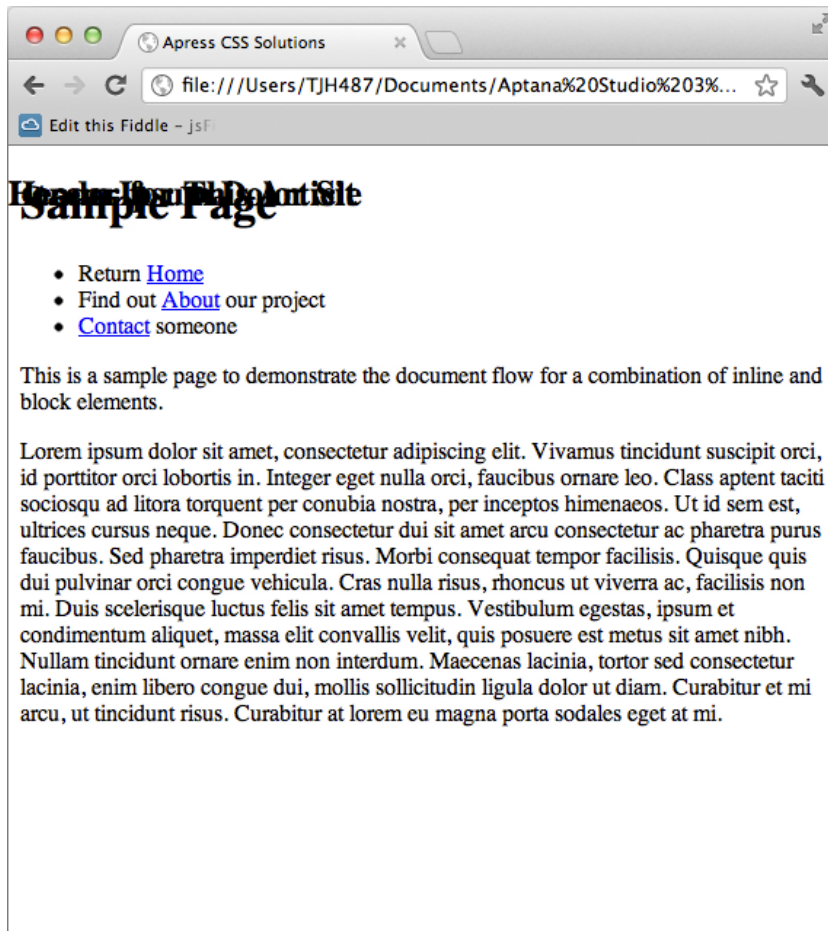 Apress CSS Solutions
file:///Users/TJH487/Documents/Aptana%20Studio%203%...
Edit this Fiddle – jsFi
Sample Page
• Return Home
• Find out About our project
• Contact someone
This is a sample page to demonstrate the document flow for a combination of inline and
block elements.
Lorem ipsum dolor sit amet, consectetur adipiscing elit. Vivamus tincidunt suscipit orci,
id porttitor orci lobortis in. Integer eget nulla orci, faucibus ornare leo. Class aptent taciti
sociosqu ad litora torquent per conubia nostra, per inceptos himenaeos. Ut id sem est,
ultrices cursus neque. Donec consectetur dui sit amet arcu consectetur ac pharetra purus
faucibus. Sed pharetra imperdiet risus. Morbi consequat tempor facilisis. Quisque quis
dui pulvinar orci congue vehicula. Cras nulla risus, rhoncus ut viverra ac, facilisis non
mi. Duis scelerisque luctus felis sit amet tempus. Vestibulum egestas, ipsum et
condimentum aliquet, massa elit convallis velit, quis posuere est metus sit amet nibh.
Nullam tincidunt ornare enim non interdum. Maecenas lacinia, tortor sed consectetur
lacinia, enim libero congue dui, mollis sollicitudin ligula dolor ut diam. Curabitur et mi
arcu, ut tincidunt risus. Curabitur at lorem eu magna porta sodales eget at mi.